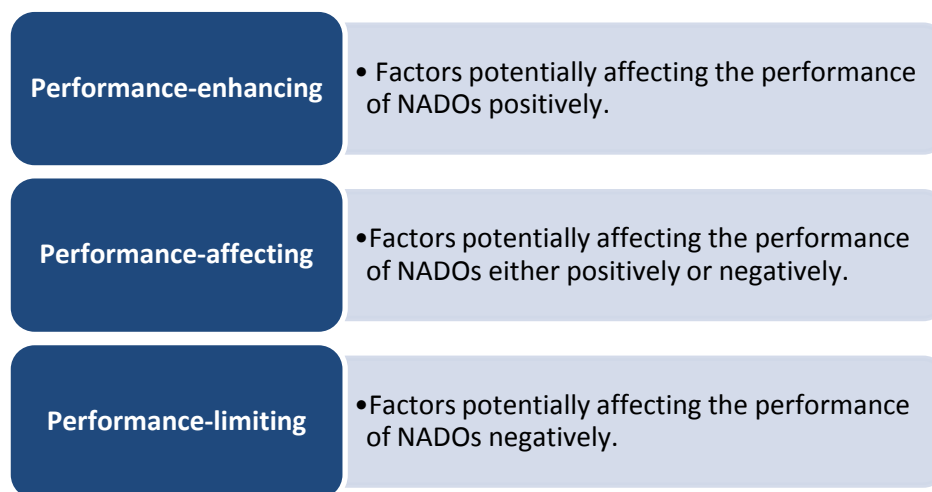 Performance-enhancing
• Factors potentially affecting the performance
of NADOs positively.
Performance-affecting
•Factors potentially affecting the performance
of NADOs either positively or negatively.
Performance-limiting
•Factors potentially affecting the performance
of NADOs negatively.